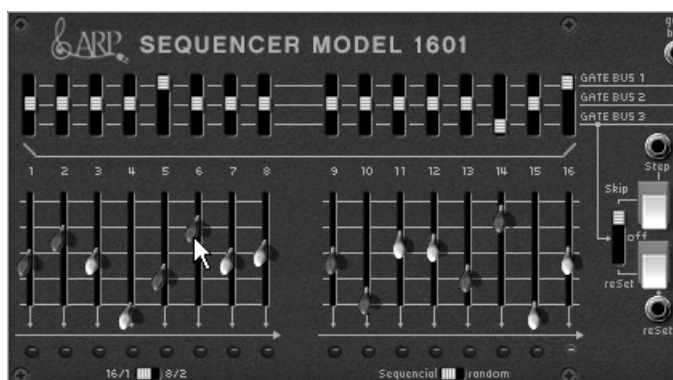 ARP SEQUENCER MODEL 1601
GATE BUS 1
GATE BUS 2
GATE BUS 3
1 2 3 4 5 6 7 8 9 10 11 12 13 14 15 16
Step
Skip
off
reSet
reSet
16/1 8/2 Sequencial random